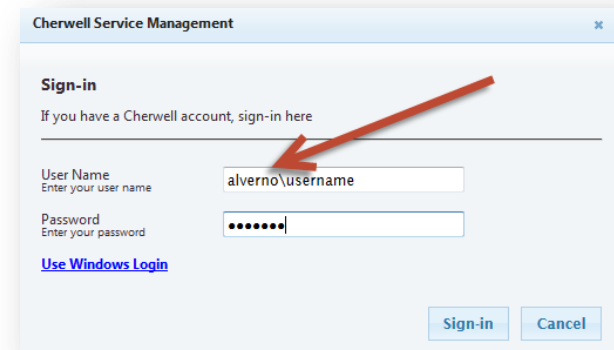 Cherwell Service Management
Sign-in
If you have a Cherwell account, sign-in here
User Name
Enter your user name
alverno\username
Password
Enter your password
●●●●●●●
Use Windows Login
Sign-in Cancel